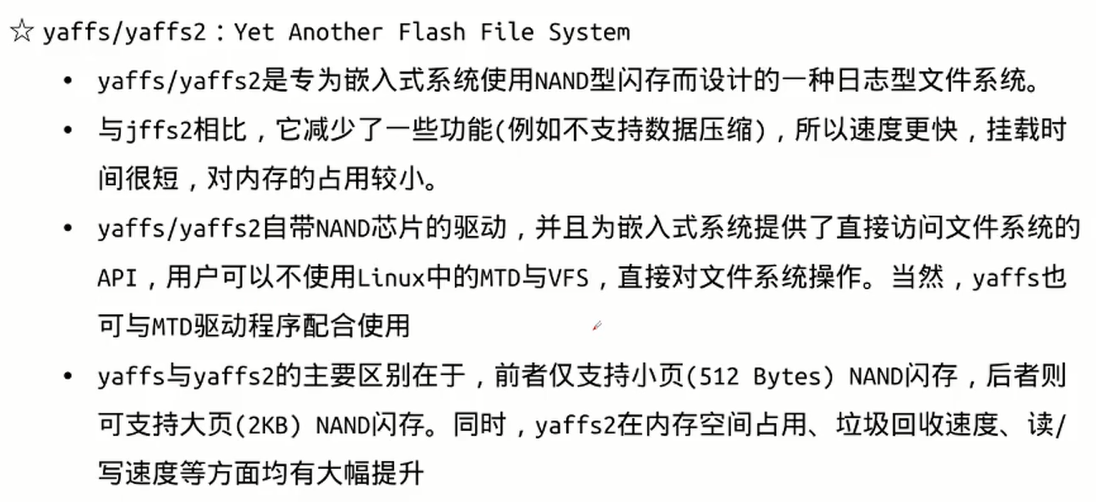 ☆ yaffs/yaffs2：Yet Another Flash File System
• yaffs/yaffs2是专为嵌入式系统使用NAND型闪存而设计的一种日志型文件系统。
• 与jffs2相比，它减少了一些功能(例如不支持数据压缩)，所以速度更快，挂载时
间很短，对内存的占用较小。
• yaffs/yaffs2自带NAND芯片的驱动，并且为嵌入式系统提供了直接访问文件系统的
API，用户可以不使用Linux中的MTD与VFS，直接对文件系统操作。当然，yaffs也
可与MTD驱动程序配合使用
• yaffs与yaffs2的主要区别在于，前者仅支持小页(512 Bytes) NAND闪存，后者则
可支持大页(2KB) NAND闪存。同时，yaffs2在内存空间占用、垃圾回收速度、读/
写速度等方面均有大幅提升